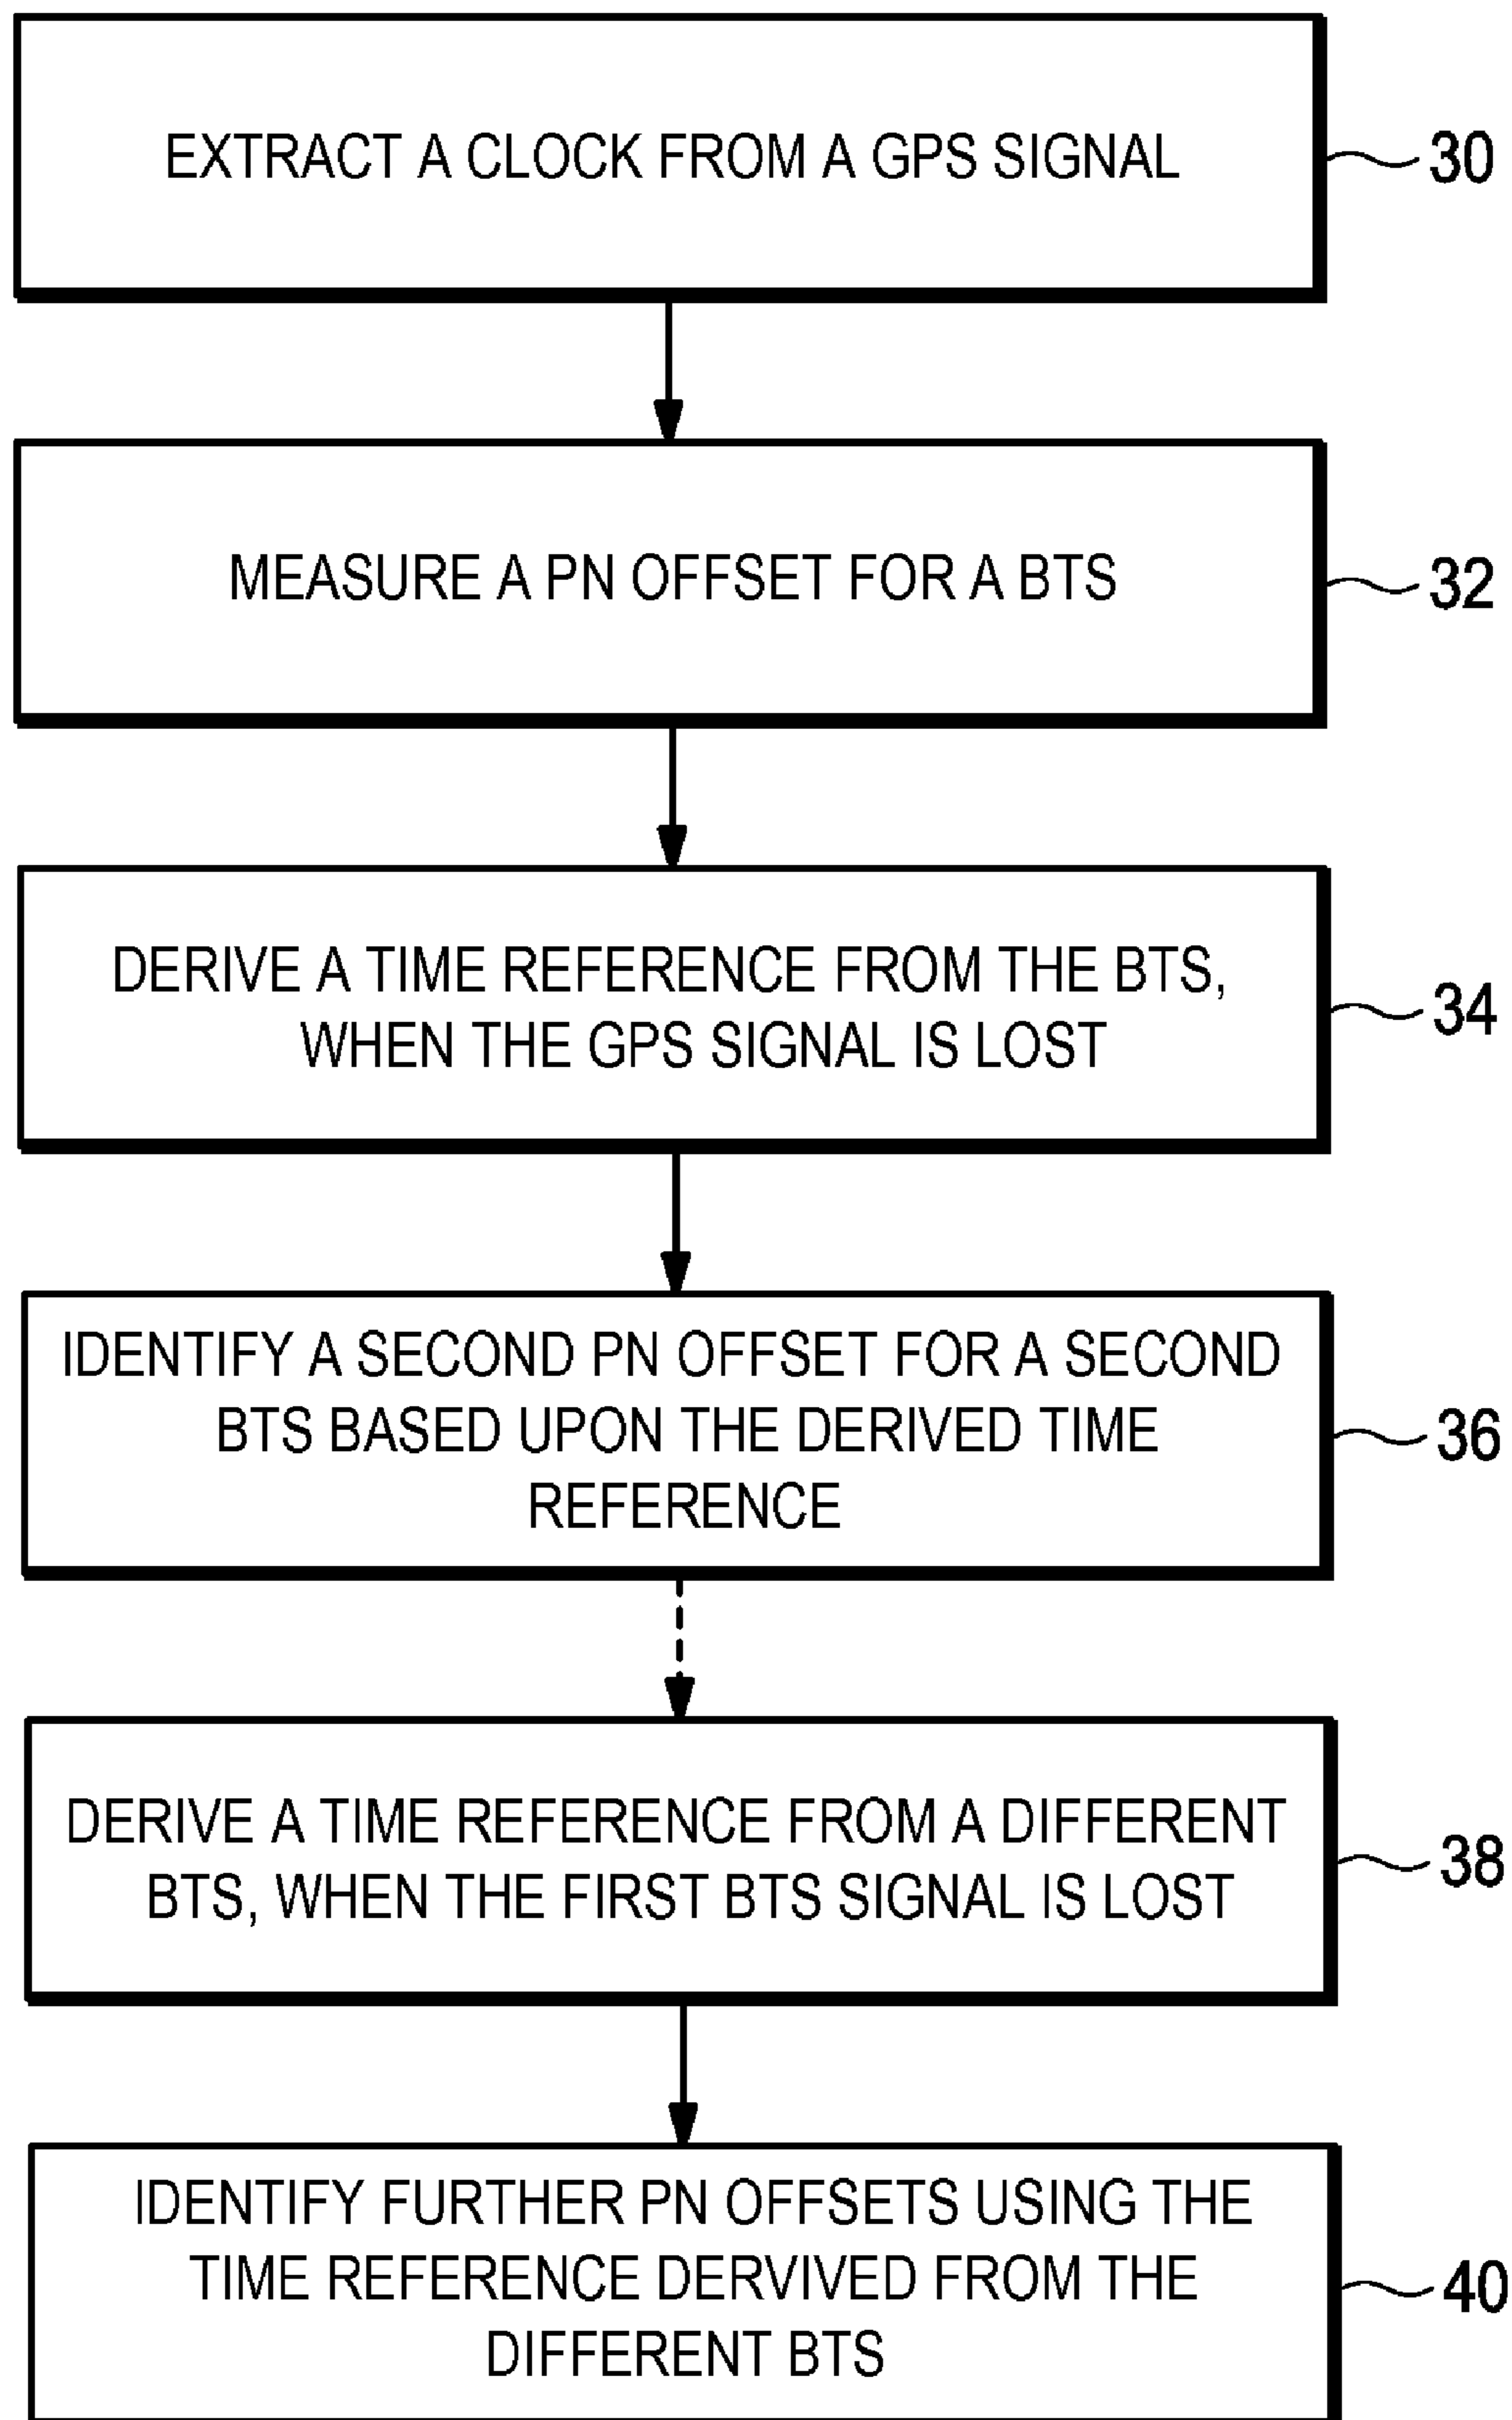 EXTRACT A CLOCK FROM A GPS SIGNAL
30
MEASURE A PN OFFSET FOR A BTS
32
DERIVE A TIME REFERENCE FROM THE BTS,
WHEN THE GPS SIGNAL IS LOST
34
IDENTIFY A SECOND PN OFFSET FOR A SECOND
BTS BASED UPON THE DERIVED TIME
REFERENCE
36
DERIVE A TIME REFERENCE FROM A DIFFERENT
BTS, WHEN THE FIRST BTS SIGNAL IS LOST
38
IDENTIFY FURTHER PN OFFSETS USING THE
TIME REFERENCE DERVIVED FROM THE
DIFFERENT BTS
40